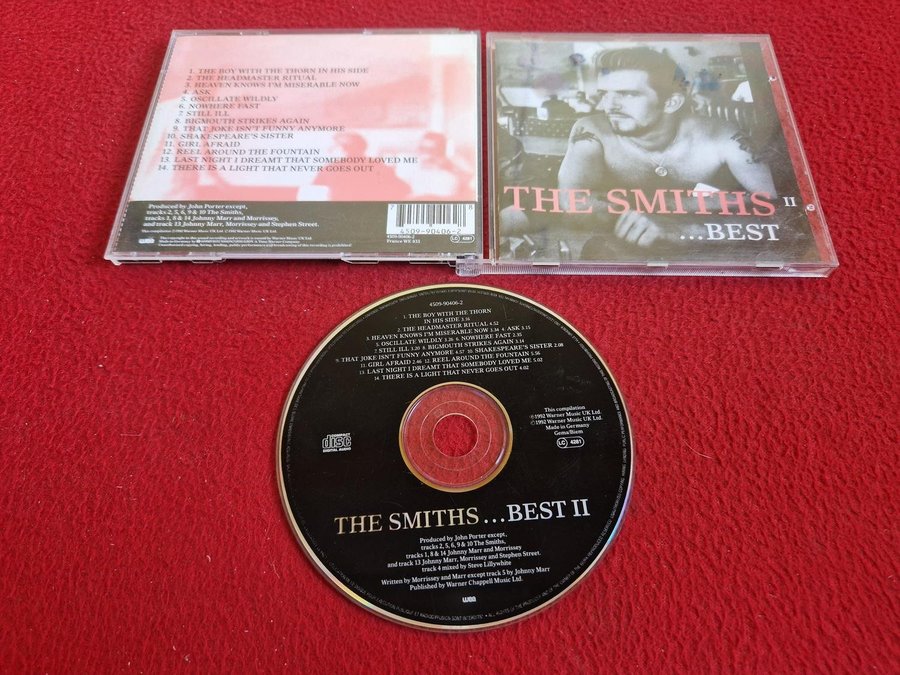 1. THE BOY WITH THE THORN IN HIS SIDE
2. THE HEADMASTER RITUAL
3. HEAVEN KNOWS I'M MISERABLE NOW
4. ASK
5. OSCILLATE WILDLY
6. NOWHERE FAST
7. STILL ILL
8. BIGMOUTH STRIKES AGAIN
9. THAT JOKE ISN'T FUNNY ANYMORE
10. SHAKESPEARE'S SISTER
11. GIRL AFRAID
12. REEL AROUND THE FOUNTAIN
13. LAST NIGHT I DREAMT THAT SOMEBODY LOVED ME
14. THERE IS A LIGHT THAT NEVER GOES OUT
Produced by John Porter except,
tracks 2, 5, 6, 9 & 10 The Smiths,
tracks 1, 8 & 14 Johnny Marr and Morrissey,
and track 13 Johnny Marr, Morrissey and Stephen Street.
4509-90406-2
4509-90406-2
France WE 833
LC 4281
wea
THE SMITHS II
...BEST
4509-90406-2
1. THE BOY WITH THE THORN
IN HIS SIDE 3.16
2. THE HEADMASTER RITUAL 4.52
3. HEAVEN KNOWS I'M MISERABLE NOW 3.34 4. ASK 3.15
5. OSCILLATE WILDLY 3.26 6. NOWHERE FAST 2.35
7. STILL ILL 3.20 8. BIGMOUTH STRIKES AGAIN 3.14
9. THAT JOKE ISN'T FUNNY ANYMORE 4.57 10. SHAKESPEARE'S SISTER 2.08
11. GIRL AFRAID 2.46 12. REEL AROUND THE FOUNTAIN 5.56
13. LAST NIGHT I DREAMT THAT SOMEBODY LOVED ME 5.02
14. THERE IS A LIGHT THAT NEVER GOES OUT 4.02
This compilation
℗1992 Warner Music UK Ltd.
©1992 Warner Music UK Ltd.
Made in Germany
Gema/Biem
LC 4281
COMPACT
disc
DIGITAL AUDIO
THE SMITHS...BEST II
Produced by John Porter except,
tracks 2, 5, 6, 9 & 10 The Smiths,
tracks 1, 8 & 14 Johnny Marr and Morrissey
and track 13 Johnny Marr, Morrissey and Stephen Street.
track 4 mixed by Steve Lillywhite
Written by Morrissey and Marr except track 5 by Johnny Marr
Published by Warner Chappell Music Ltd.
wea